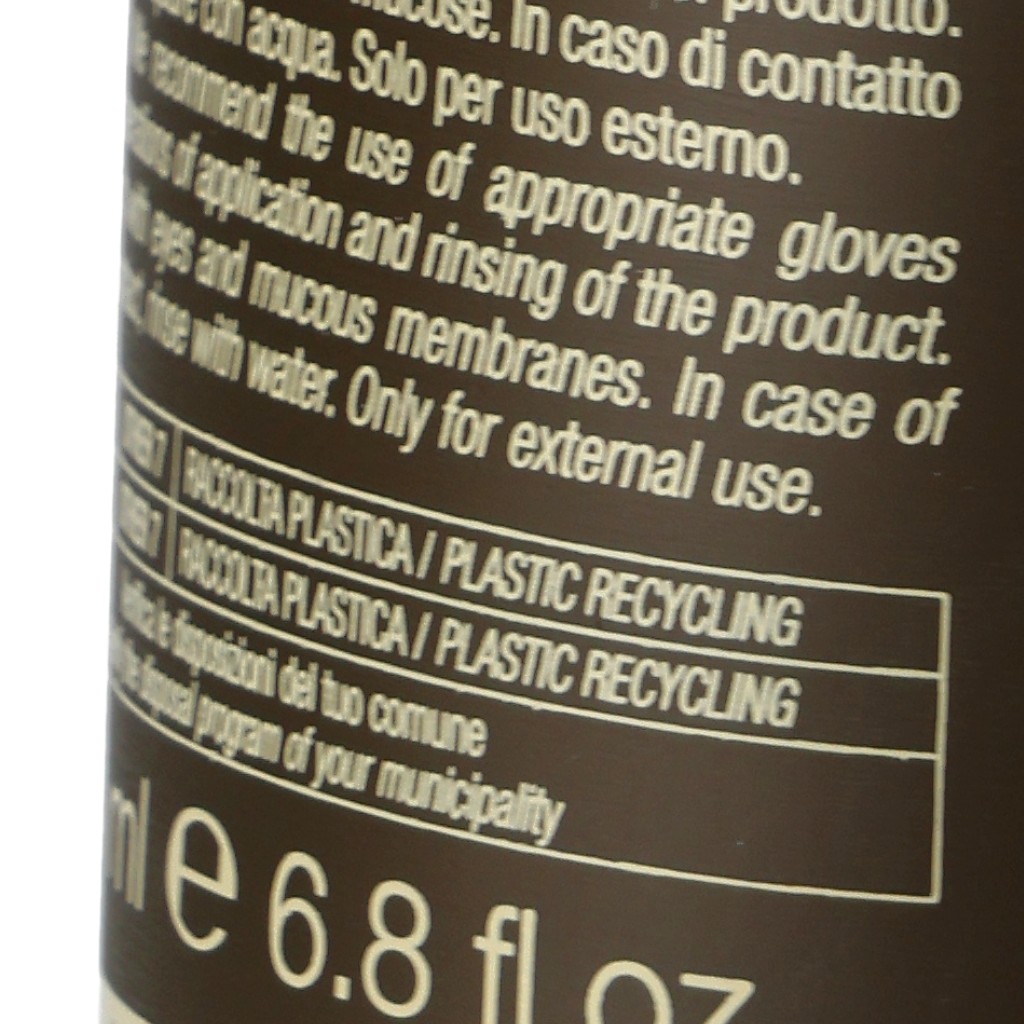 prodotto.
mucose. In caso di contatto
con acqua. Solo per uso esterno.
recommend the use of appropriate gloves
of application and rinsing of the product.
eyes and mucous membranes. In case of
rinse with water. Only for external use.
RACCOLTA PLASTICA / PLASTIC RECYCLING
RACCOLTA PLASTICA / PLASTIC RECYCLING
e disposizioni del tuo comune
the disposal program of your municipality
ml e 6.8 fl oz